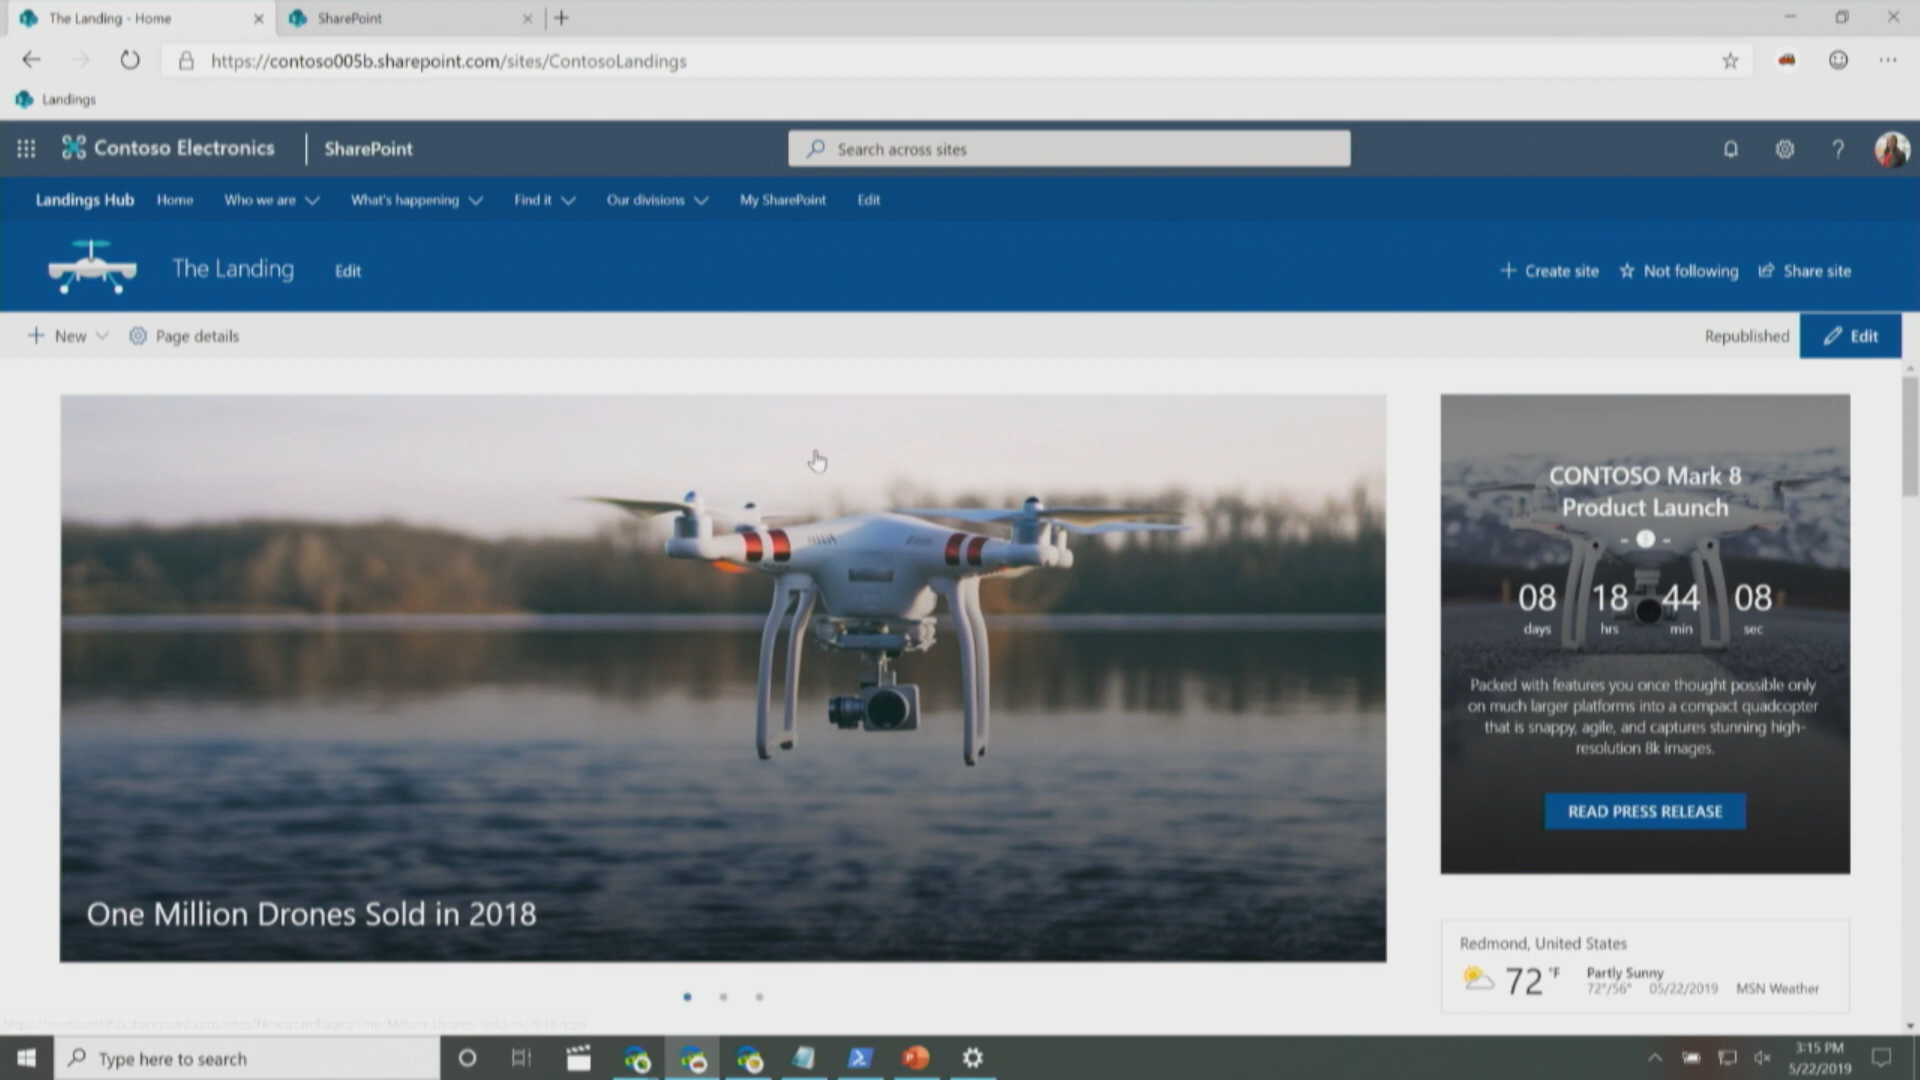 The Landing - Home
SharePoint
https://contoso005b.sharepoint.com/sites/ContosoLandings
Landings
Contoso Electronics
SharePoint
Search across sites
Landings Hub
Home
Who we are
What's happening
Find it
Our divisions
My SharePoint
Edit
The Landing
Edit
Create site
Not following
Share site
New
Page details
Republished
Edit
One Million Drones Sold in 2018
CONTOSO Mark 8
Product Launch
08 18 44 08
days hrs min sec
Packed with features you once thought possible only
on much larger platforms into a compact quadcopter
that is snappy, agile, and captures stunning high-
resolution 8k images.
READ PRESS RELEASE
Redmond, United States
72 °F
Partly Sunny
72°/56° 05/22/2019 MSN Weather
Type here to search
3:15 PM
5/22/2019